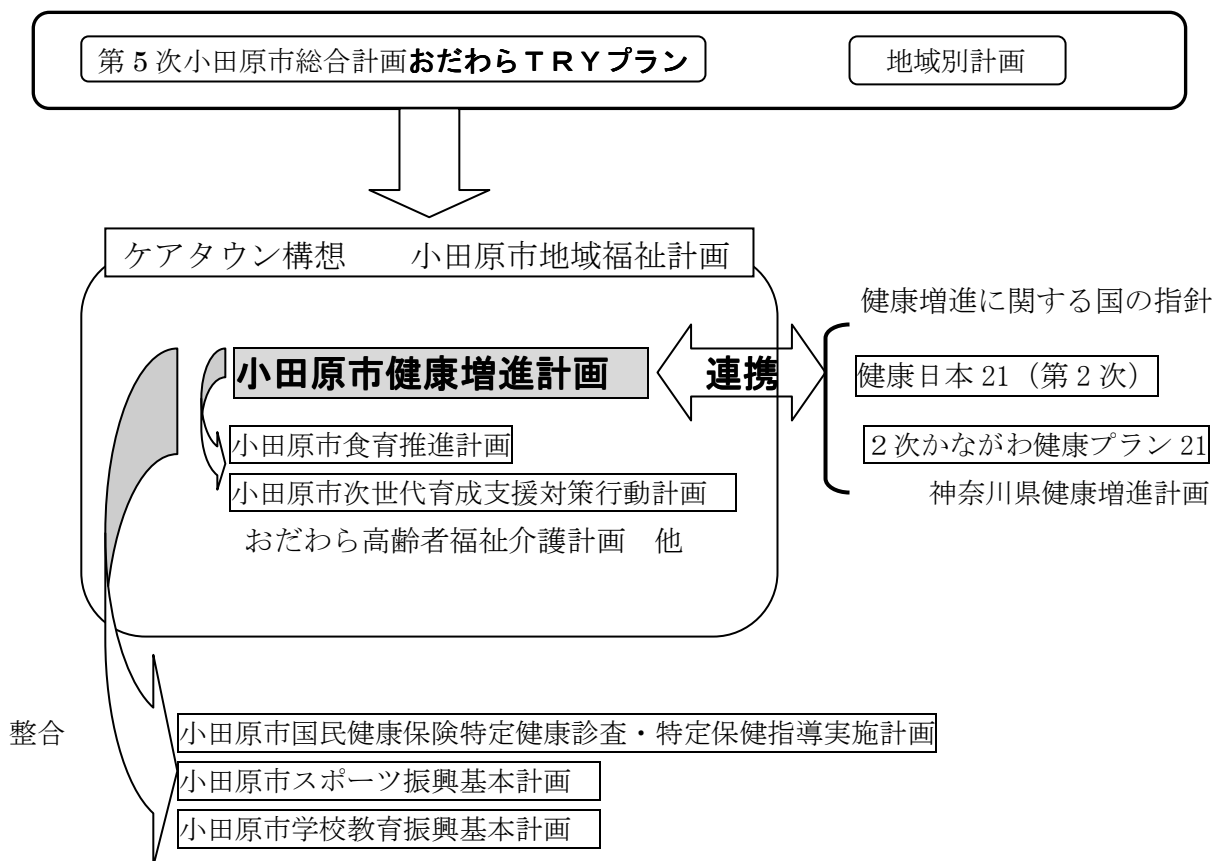 第5次小田原市総合計画おだわらTRYプラン
地域別計画
ケアタウン構想　小田原市地域福祉計画
健康増進に関する国の指針
小田原市健康増進計画
連携
健康日本21（第2次）
小田原市食育推進計画
２次かながわ健康プラン21
小田原市次世代育成支援対策行動計画
神奈川県健康増進計画
おだわら高齢者福祉介護計画　他
整合
小田原市国民健康保険特定健康診査・特定保健指導実施計画
小田原市スポーツ振興基本計画
小田原市学校教育振興基本計画